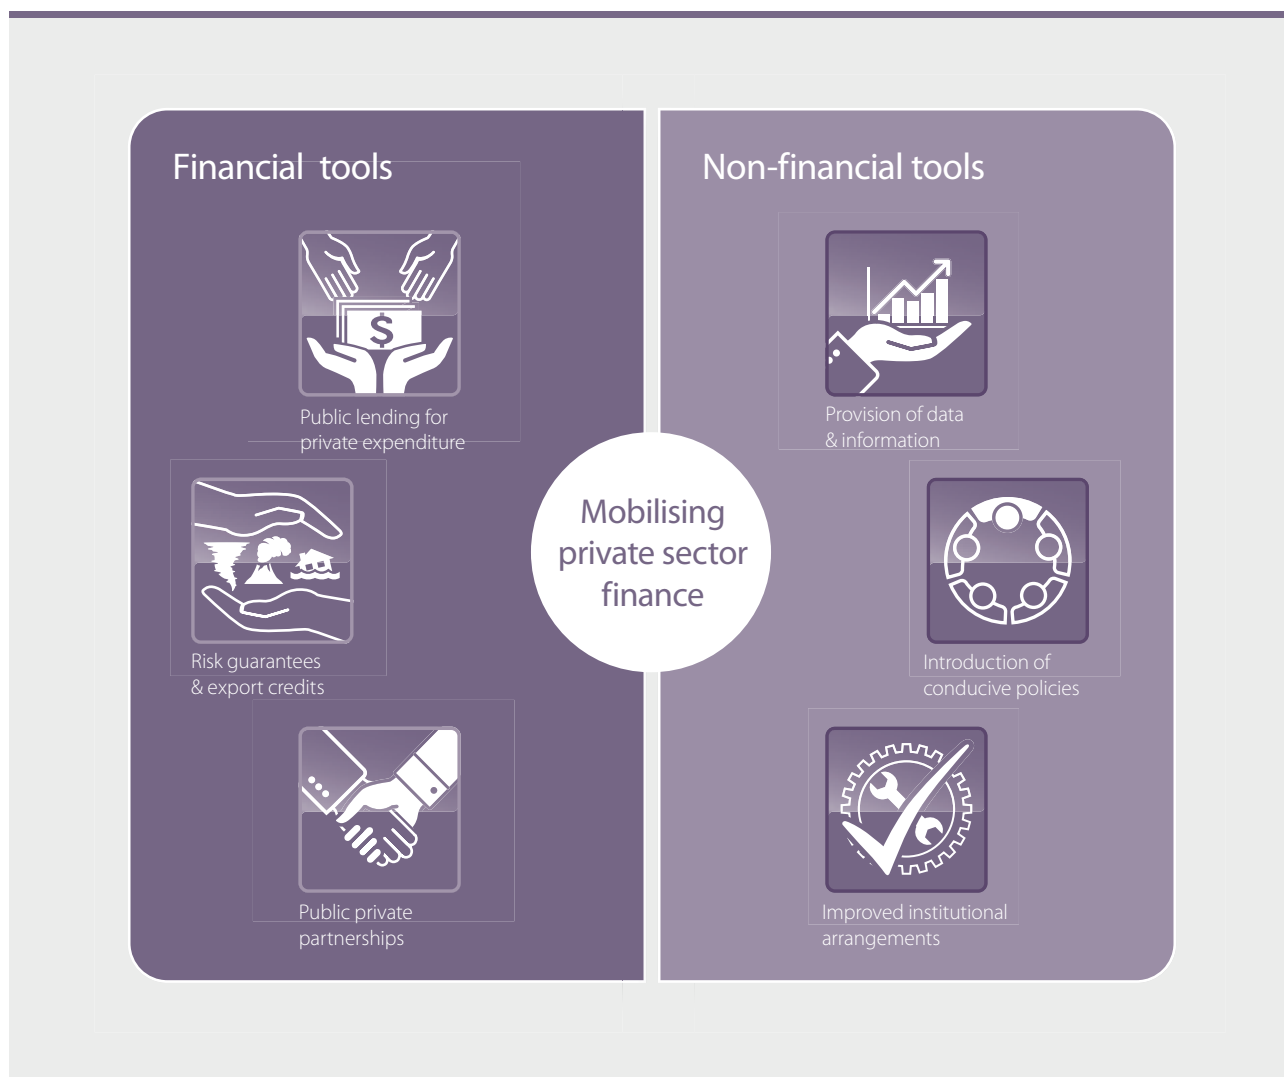 Financial tools
$
Public lending for
private expenditure
Risk guarantees
& export credits
Public private
partnerships
Mobilising
private sector
finance
Non-financial tools
Provision of data
& information
Introduction of
conducive policies
Improved institutional
arrangements